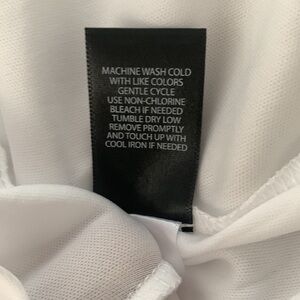 MACHINE WASH COLD
WITH LIKE COLORS
GENTLE CYCLE
USE NON-CHLORINE
BLEACH IF NEEDED
TUMBLE DRY LOW
REMOVE PROMPTLY
AND TOUCH UP WITH
COOL IRON IF NEEDED